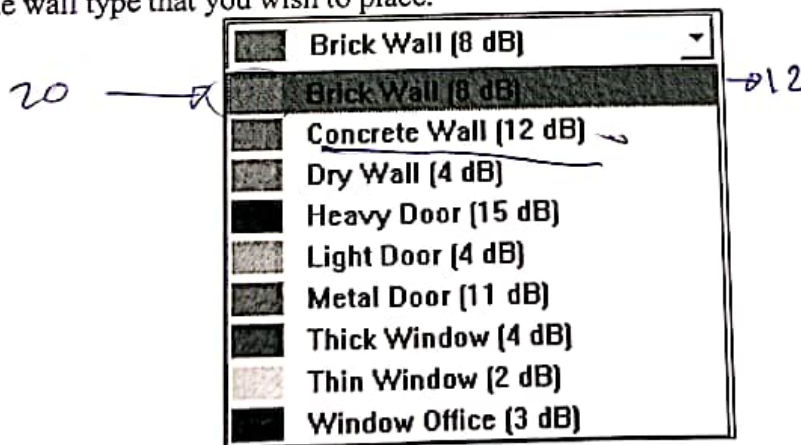 e wall type that you wish to place.
Brick Wall (8 dB)
20 Brick Wall (8 dB) 12
Concrete Wall (12 dB)
Dry Wall (4 dB)
Heavy Door (15 dB)
Light Door (4 dB)
Metal Door (11 dB)
Thick Window (4 dB)
Thin Window (2 dB)
Window Office (3 dB)